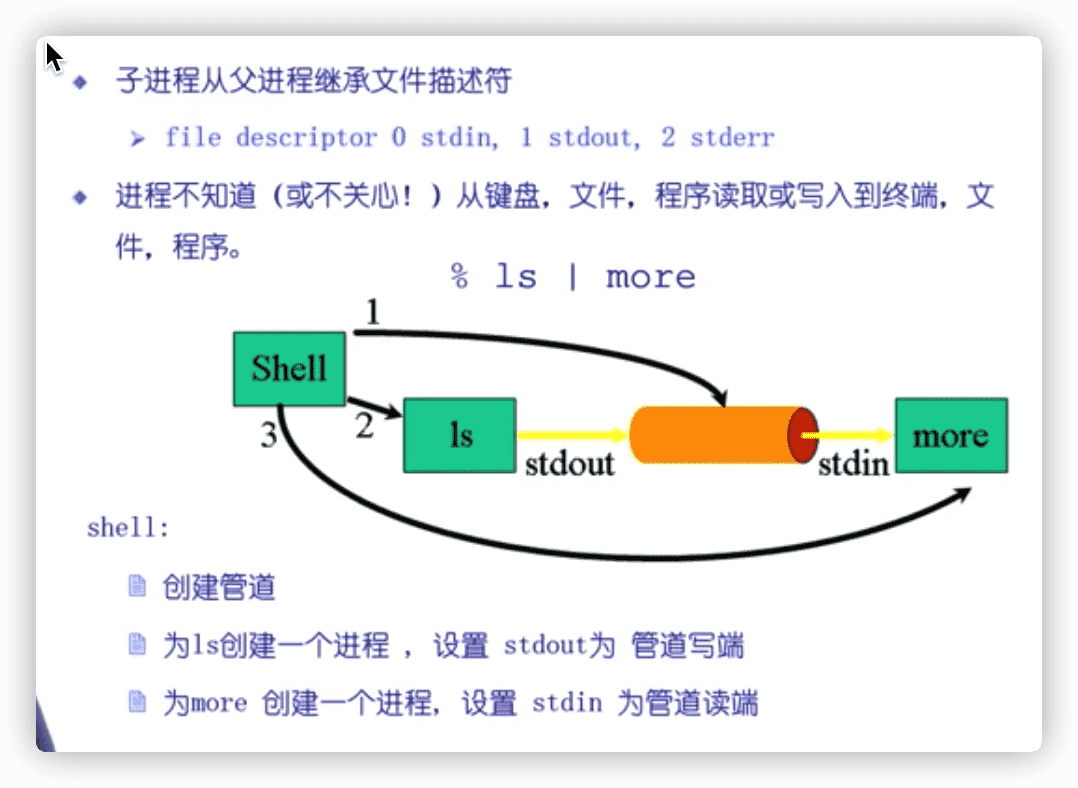 子进程从父进程继承文件描述符
file descriptor 0 stdin, 1 stdout, 2 stderr
进程不知道（或不关心！）从键盘，文件，程序读取或写入到终端，文
件，程序。
% ls | more
1
Shell
2
3
ls
stdout
stdin
more
shell:
创建管道
为ls创建一个进程 ，设置 stdout为 管道写端
为more 创建一个进程，设置 stdin 为管道读端